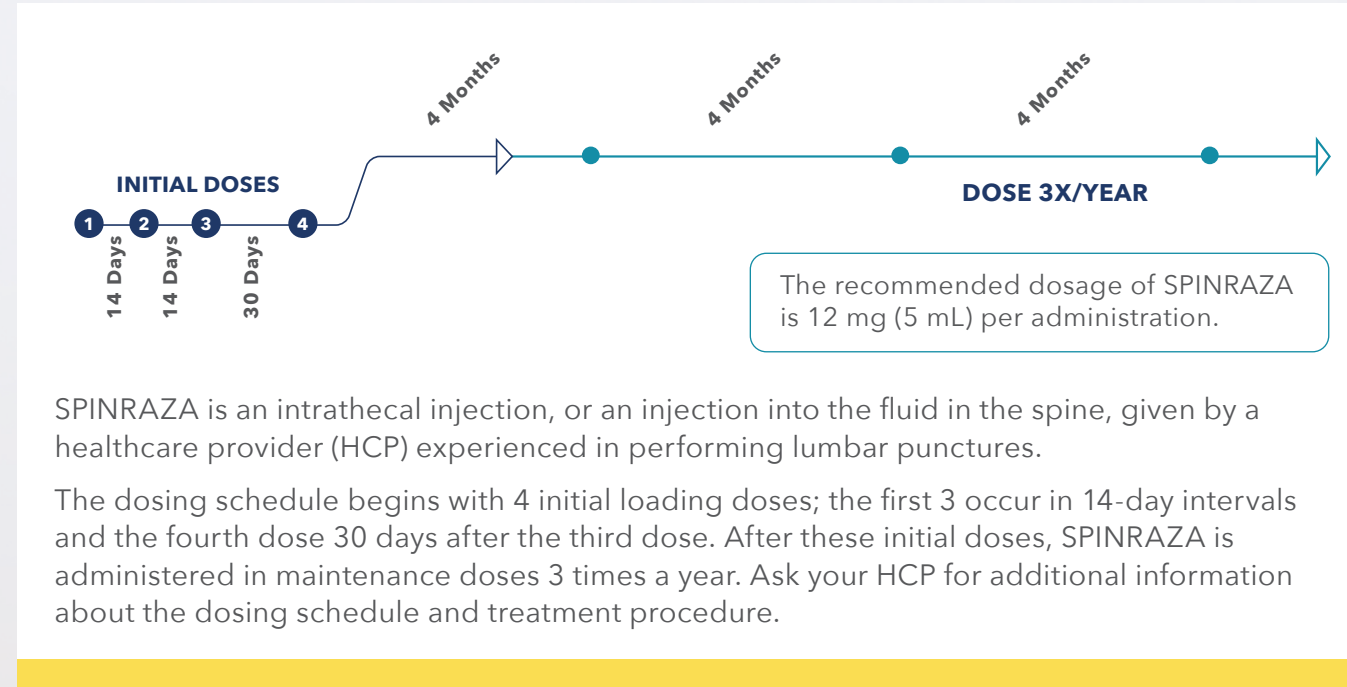 4 Months
4 Months
4 Months
INITIAL DOSES
1
2
3
4
14 Days
14 Days
30 Days
DOSE 3X/YEAR
The recommended dosage of SPINRAZA
is 12 mg (5 mL) per administration.
SPINRAZA is an intrathecal injection, or an injection into the fluid in the spine, given by a
healthcare provider (HCP) experienced in performing lumbar punctures.
The dosing schedule begins with 4 initial loading doses; the first 3 occur in 14-day intervals
and the fourth dose 30 days after the third dose. After these initial doses, SPINRAZA is
administered in maintenance doses 3 times a year. Ask your HCP for additional information
about the dosing schedule and treatment procedure.